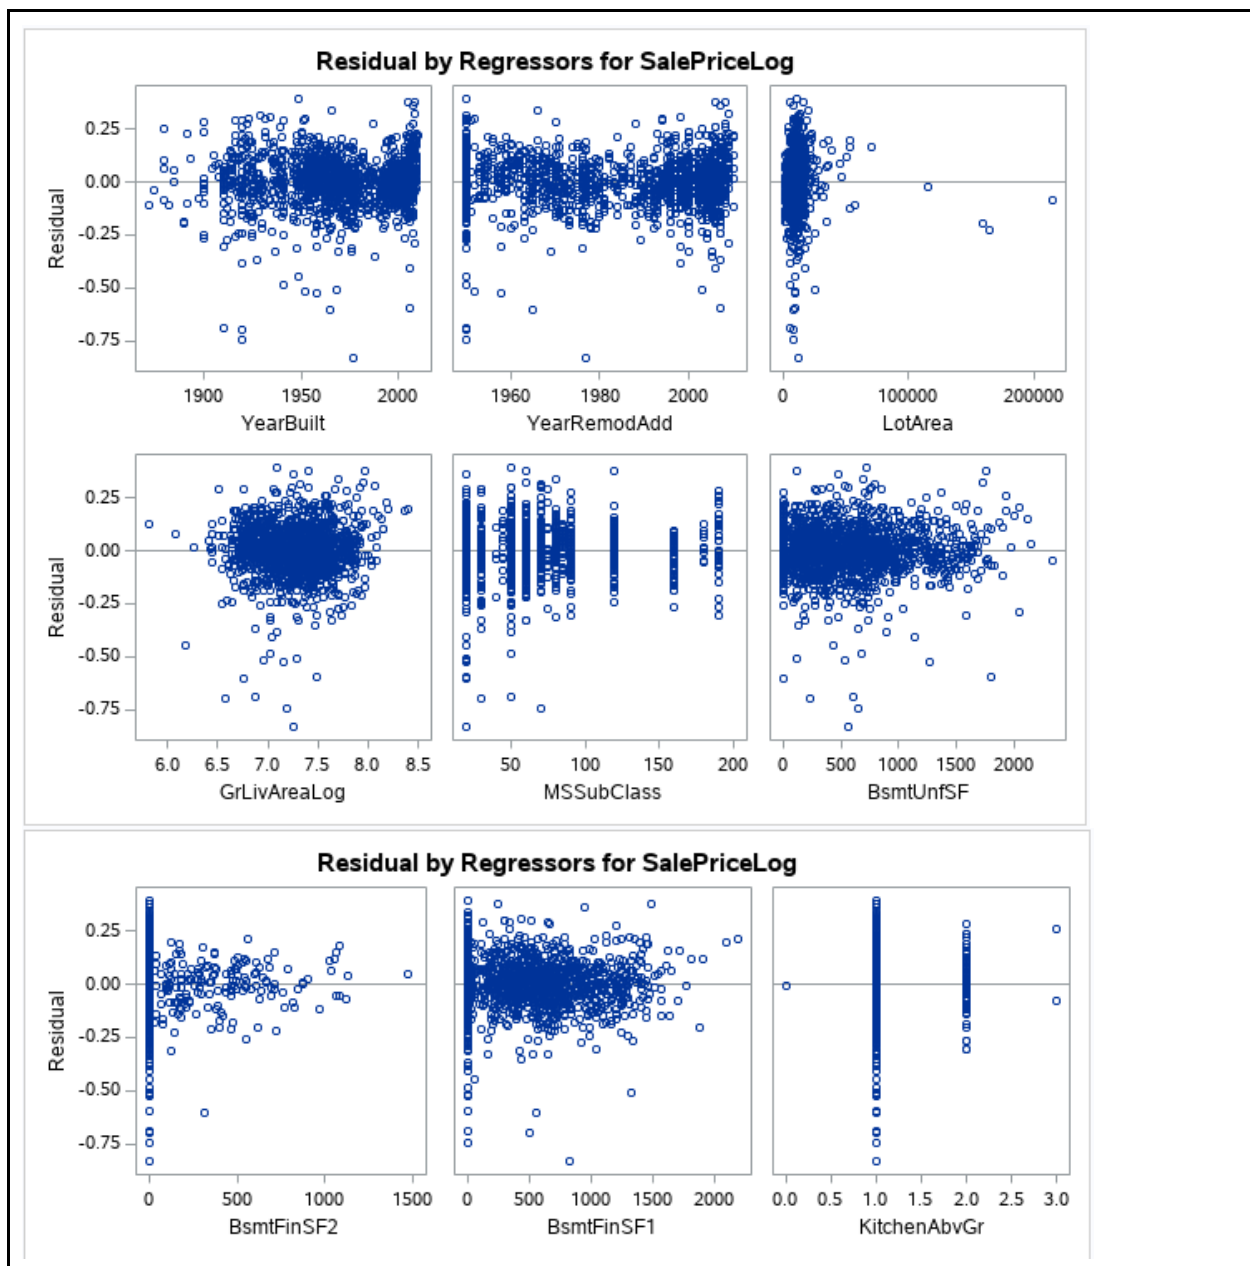 Residual by Regressors for SalePriceLog
Residual
0.25
0.00
-0.25
-0.50
-0.75
1900 1950 2000
YearBuilt
1960 1980 2000
YearRemodAdd
0 100000 200000
LotArea
Residual
0.25
0.00
-0.25
-0.50
-0.75
6.0 6.5 7.0 7.5 8.0 8.5
GrLivAreaLog
50 100 150 200
MSSubClass
0 500 1000 1500 2000
BsmtUnfSF
Residual by Regressors for SalePriceLog
Residual
0.25
0.00
-0.25
-0.50
-0.75
0 500 1000 1500
BsmtFinSF2
0 500 1000 1500 2000
BsmtFinSF1
0.0 0.5 1.0 1.5 2.0 2.5 3.0
KitchenAbvGr